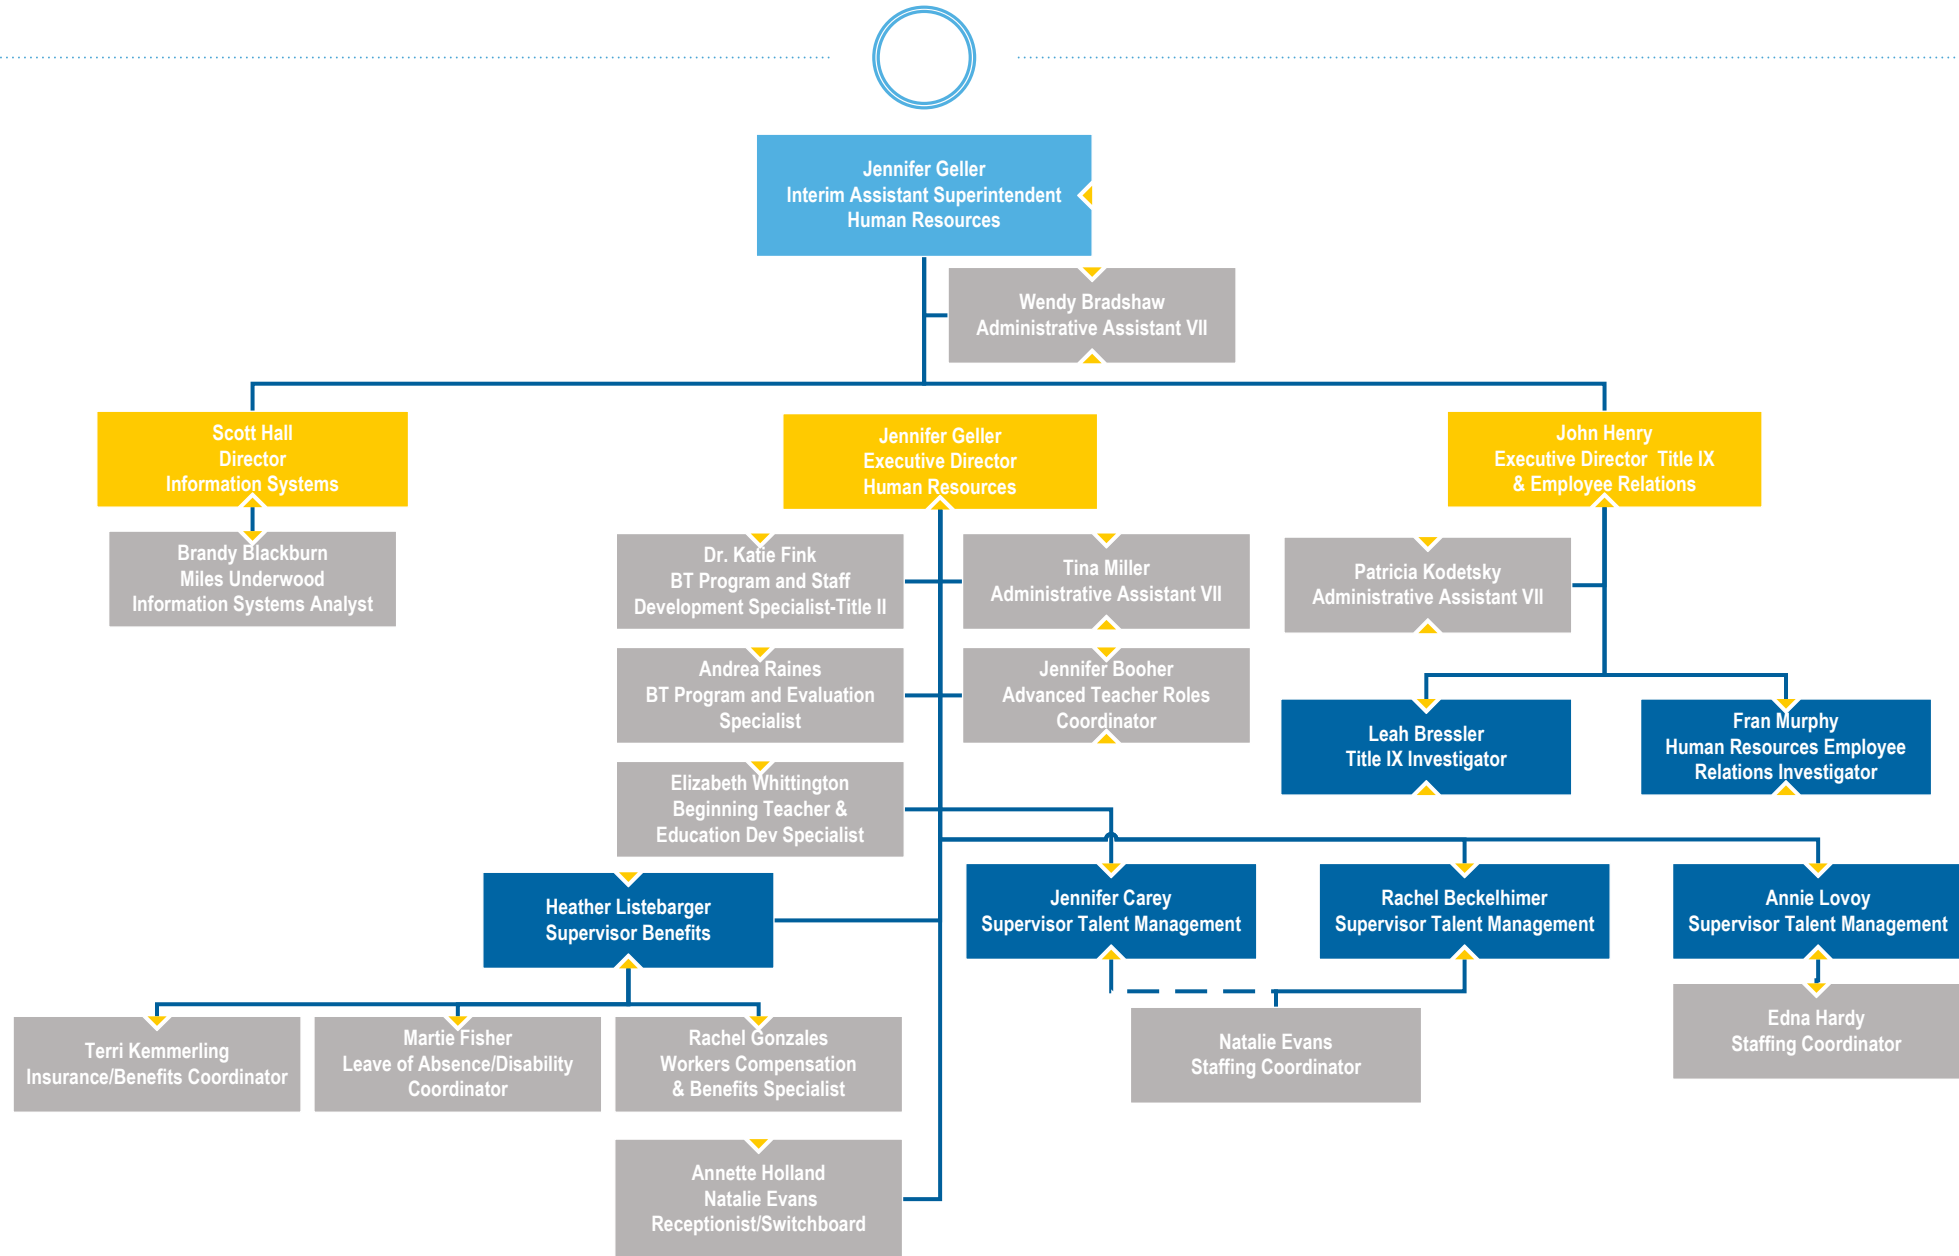 Jennifer Geller
Interim Assistant Superintendent
Human Resources
Wendy Bradshaw
Administrative Assistant VII
Scott Hall
Director
Information Systems
Jennifer Geller
Executive Director
Human Resources
John Henry
Executive Director  Title IX
& Employee Relations
Brandy Blackburn
Miles Underwood
Information Systems Analyst
Dr. Katie Fink
BT Program and Staff
Development Specialist-Title II
Tina Miller
Administrative Assistant VII
Patricia Kodetsky
Administrative Assistant VII
Andrea Raines
BT Program and Evaluation
Specialist
Jennifer Booher
Advanced Teacher Roles
Coordinator
Leah Bressler
Title IX Investigator
Fran Murphy
Human Resources Employee
Relations Investigator
Elizabeth Whittington
Beginning Teacher &
Education Dev Specialist
Heather Listebarger
Supervisor Benefits
Jennifer Carey
Supervisor Talent Management
Rachel Beckelhimer
Supervisor Talent Management
Annie Lovoy
Supervisor Talent Management
Terri Kemmerling
Insurance/Benefits Coordinator
Martie Fisher
Leave of Absence/Disability
Coordinator
Rachel Gonzales
Workers Compensation
& Benefits Specialist
Natalie Evans
Staffing Coordinator
Edna Hardy
Staffing Coordinator
Annette Holland
Natalie Evans
Receptionist/Switchboard